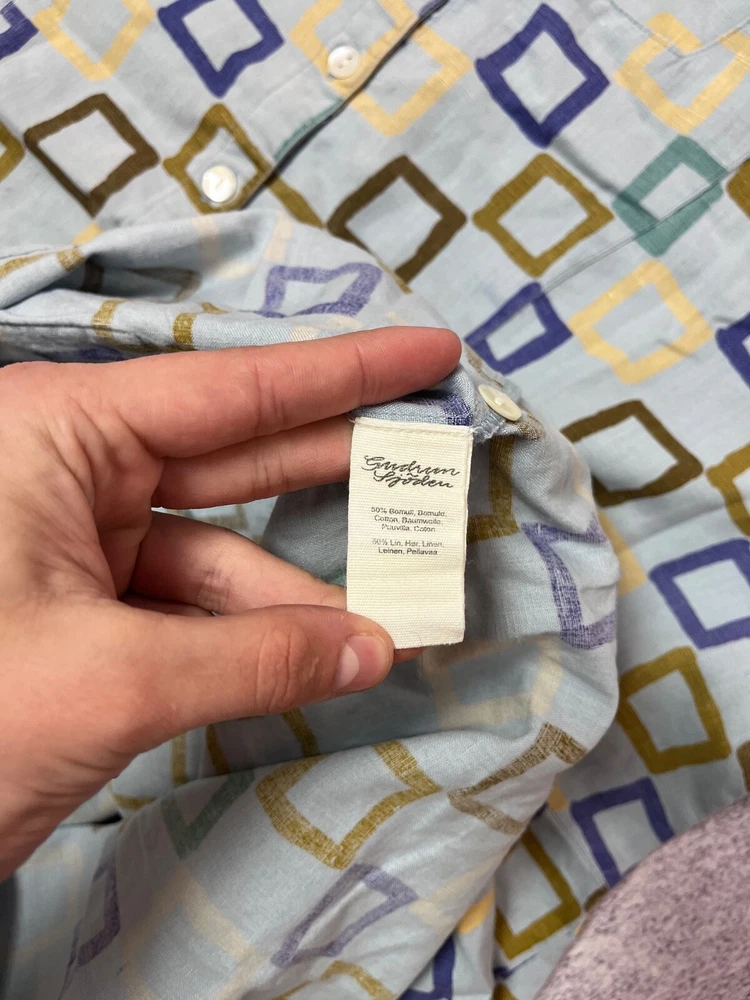 Gudrun
Sjödén
50% Bomull, Bomuld,
Cotton, Baumwolle,
Puuvilla, Coton
50% Lin, Hør, Linen,
Leinen, Pellavaa